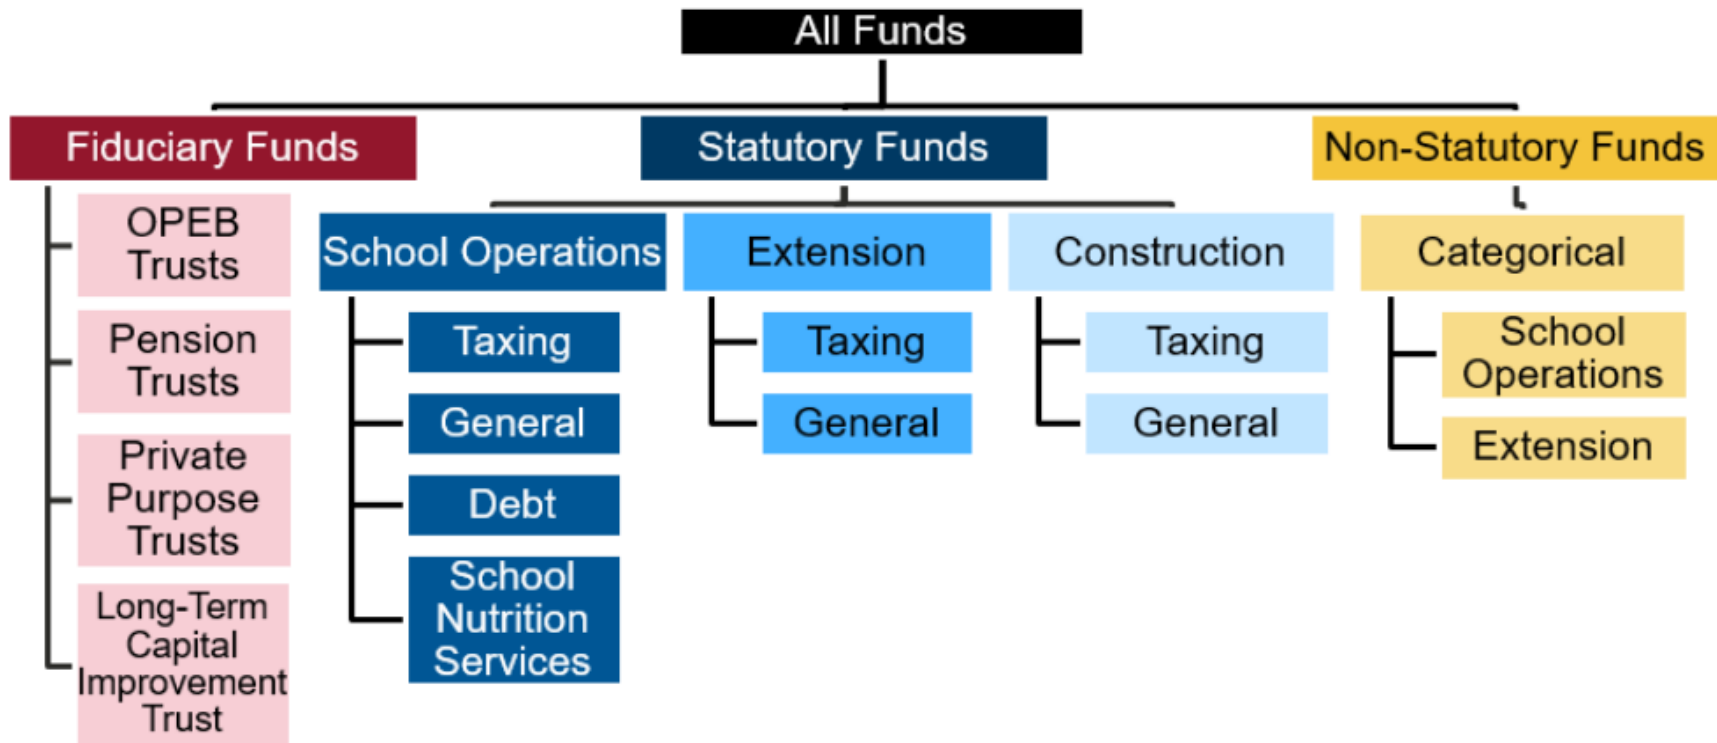 All Funds
Fiduciary Funds
Statutory Funds
Non-Statutory Funds
OPEB
Trusts
Pension
Trusts
Private
Purpose
Trusts
Long-Term
Capital
Improvement
Trust
School Operations
Taxing
General
Debt
School
Nutrition
Services
Extension
Taxing
General
Construction
Taxing
General
Categorical
School
Operations
Extension